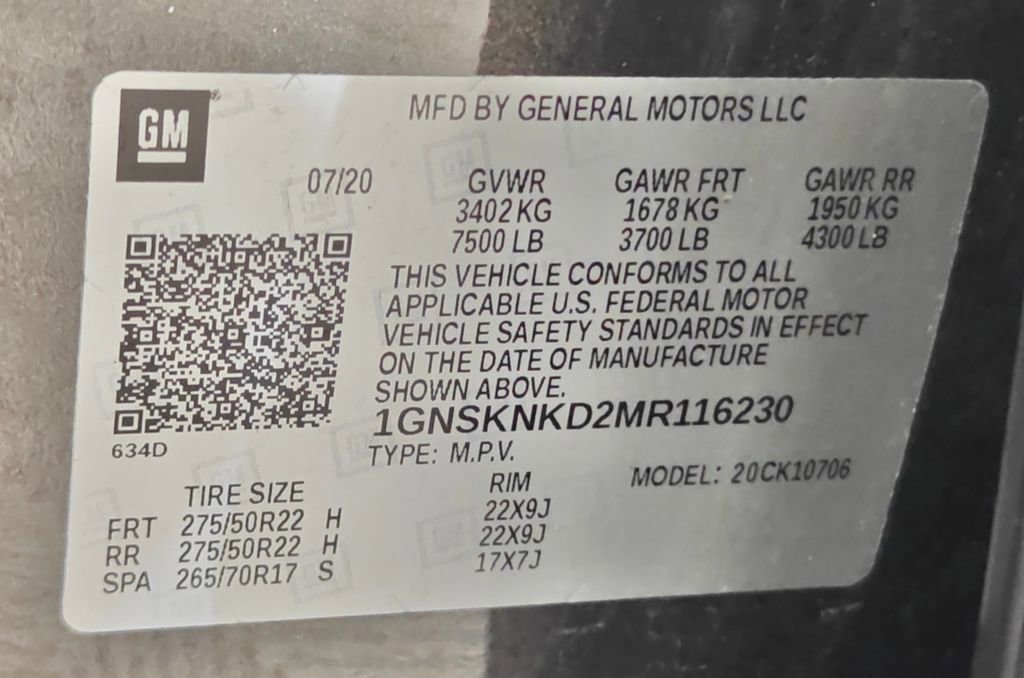 GM
MFD BY GENERAL MOTORS LLC
07/20 GVWR GAWR FRT GAWR RR
3402 KG 1678 KG 1950 KG
7500 LB 3700 LB 4300 LB
THIS VEHICLE CONFORMS TO ALL
APPLICABLE U.S. FEDERAL MOTOR
VEHICLE SAFETY STANDARDS IN EFFECT
ON THE DATE OF MANUFACTURE
SHOWN ABOVE.
1GNSKNKD2MR116230
634D
TYPE: M.P.V. MODEL: 20CK10706
TIRE SIZE RIM
FRT 275/50R22 H 22X9J
RR 275/50R22 H 22X9J
SPA 265/70R17 S 17X7J